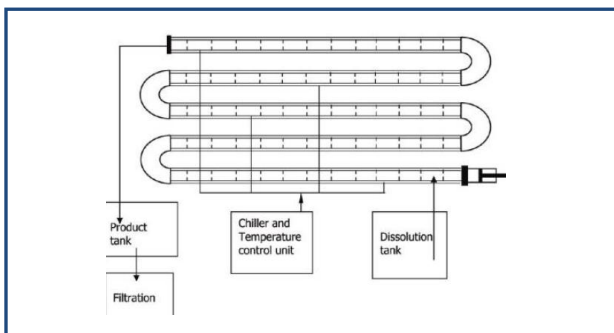 Product
tank
Filtration
Chiller and
Temperature
control unit
Dissolution
tank